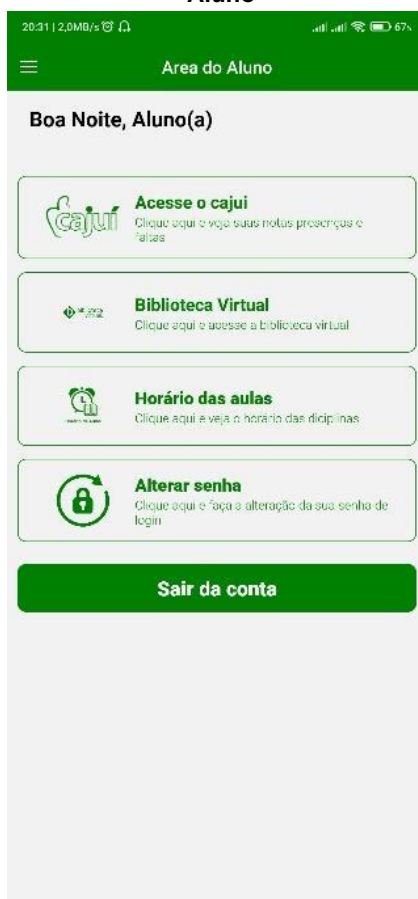 Aluno
20:31 | 2,0MB/s
67%
Area do Aluno
Boa Noite, Aluno(a)
cajuí
Acesse o cajui
Clique aqui e veja suas notas presenças e
faltas
Biblioteca Virtual
Clique aqui e acesse a biblioteca virtual
Horário das aulas
Clique aqui e veja o horário das diciplinas
Alterar senha
Clique aqui e faça a alteração da sua senha de
login
Sair da conta